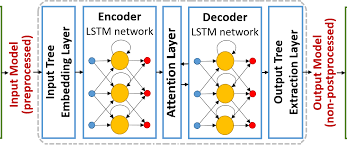 Input Model
(preprocessed)
Input Tree
Embedding Layer
Encoder
LSTM network
Attention Layer
Decoder
LSTM network
Output Tree
Extraction Layer
Output Model
(non-postprocessed)